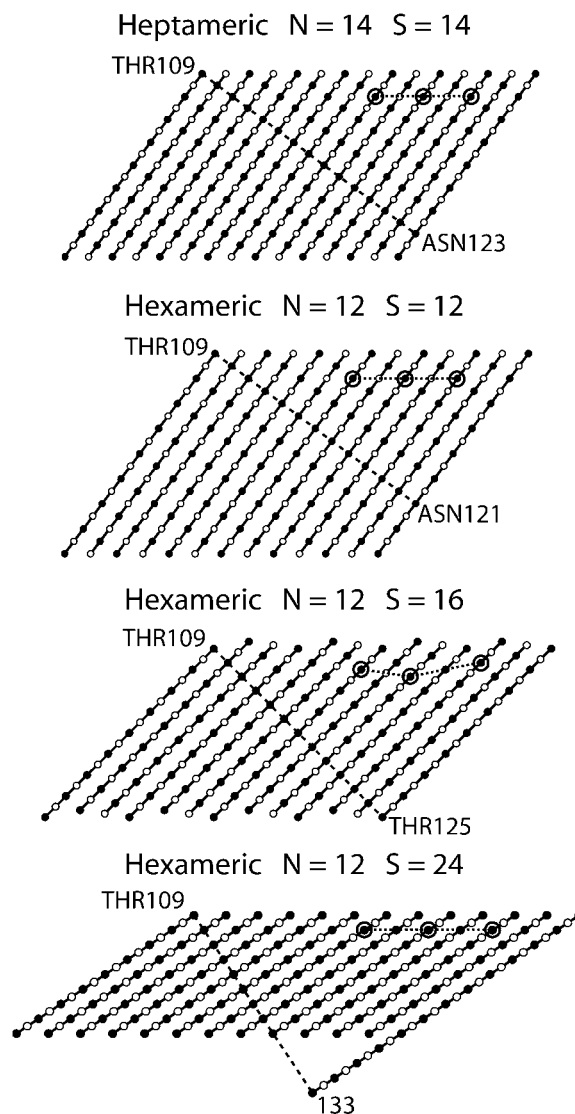 Heptameric N = 14 S = 14
THR109
ASN123
Hexameric N = 12 S = 12
THR109
ASN121
Hexameric N = 12 S = 16
THR109
THR125
Hexameric N = 12 S = 24
THR109
133